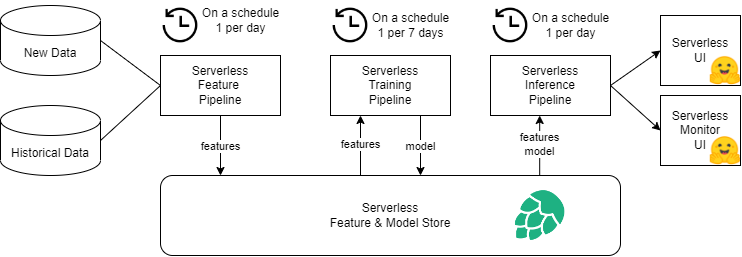 On a schedule
1 per day
On a schedule
1 per 7 days
On a schedule
1 per day
New Data
Historical Data
Serverless
Feature
Pipeline
Serverless
Training
Pipeline
Serverless
Inference
Pipeline
Serverless
UI
Serverless
Monitor
UI
features
features
model
features
model
Serverless
Feature & Model Store